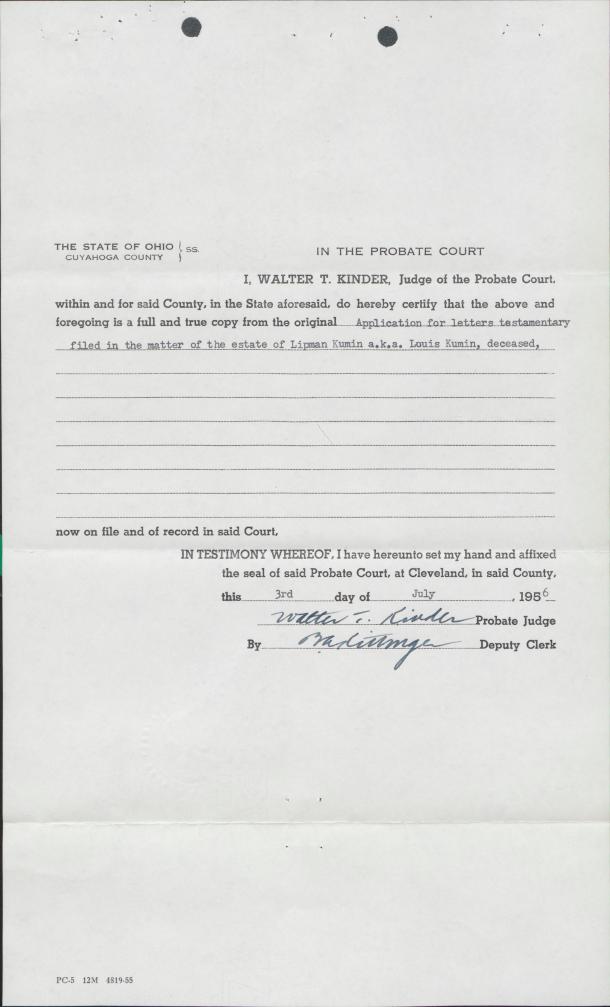 THE STATE OF OHIO } SS.
CUYAHOGA COUNTY
IN THE PROBATE COURT
I, WALTER T. KINDER, Judge of the Probate Court,
within and for said County, in the State aforesaid, do hereby certify that the above and
foregoing is a full and true copy from the original Application for letters testamentary
filed in the matter of the estate of Lipman Kumin a.k.a. Louis Kumin, deceased,
now on file and of record in said Court.
IN TESTIMONY WHEREOF, I have hereunto set my hand and affixed
the seal of said Probate Court, at Cleveland, in said County,
this 3rd day of July , 1956
Walter T. Kinder Probate Judge
By Deputy Clerk
PC-5 12M 4819-55